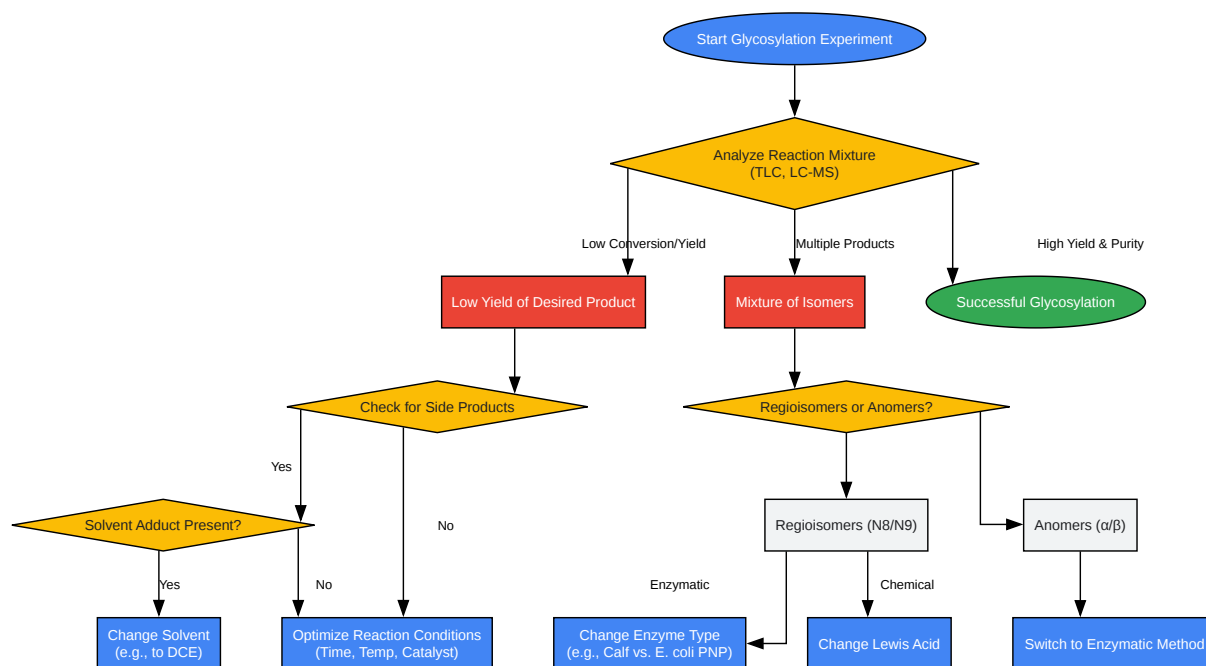 Start Glycosylation Experiment
Analyze Reaction Mixture
(TLC, LC-MS)
Low Conversion/Yield
Multiple Products
High Yield & Purity
Low Yield of Desired Product
Mixture of Isomers
Successful Glycosylation
Check for Side Products
Regioisomers or Anomers?
Yes
No
Solvent Adduct Present?
Regioisomers (N8/N9)
Anomers (α/β)
Yes
No
Enzymatic
Chemical
Change Solvent
(e.g., to DCE)
Optimize Reaction Conditions
(Time, Temp, Catalyst)
Change Enzyme Type
(e.g., Calf vs. E. coli PNP)
Change Lewis Acid
Switch to Enzymatic Method